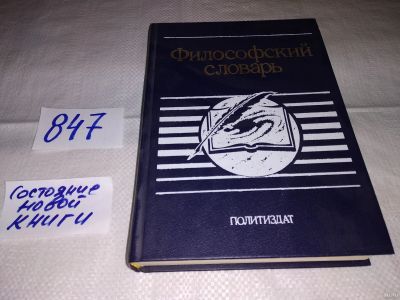 Философский
словарь
ПОЛИТИЗДАТ
847
Состояние
новой
книги